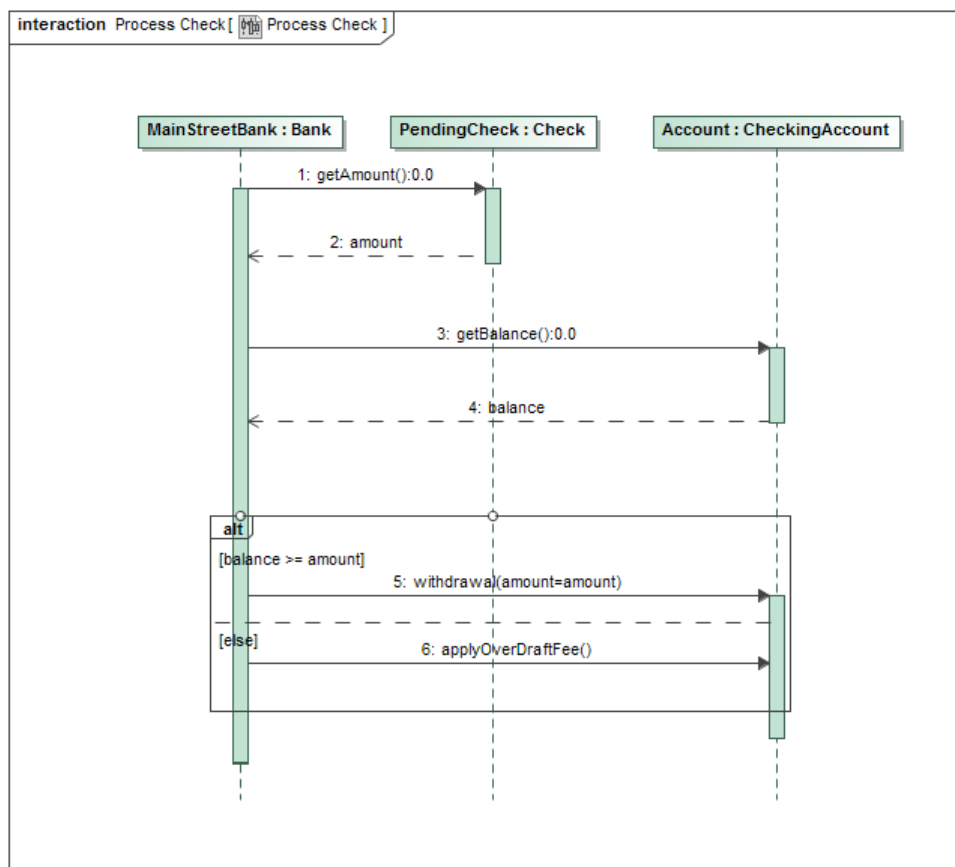 interaction Process Check[ Process Check ]
MainStreetBank : Bank
PendingCheck : Check
Account : CheckingAccount
1: getAmount():0.0
2: amount
3: getBalance():0.0
4: balance
alt
[balance >= amount]
5: withdrawal(amount=amount)
[else]
6: applyOverDraftFee()